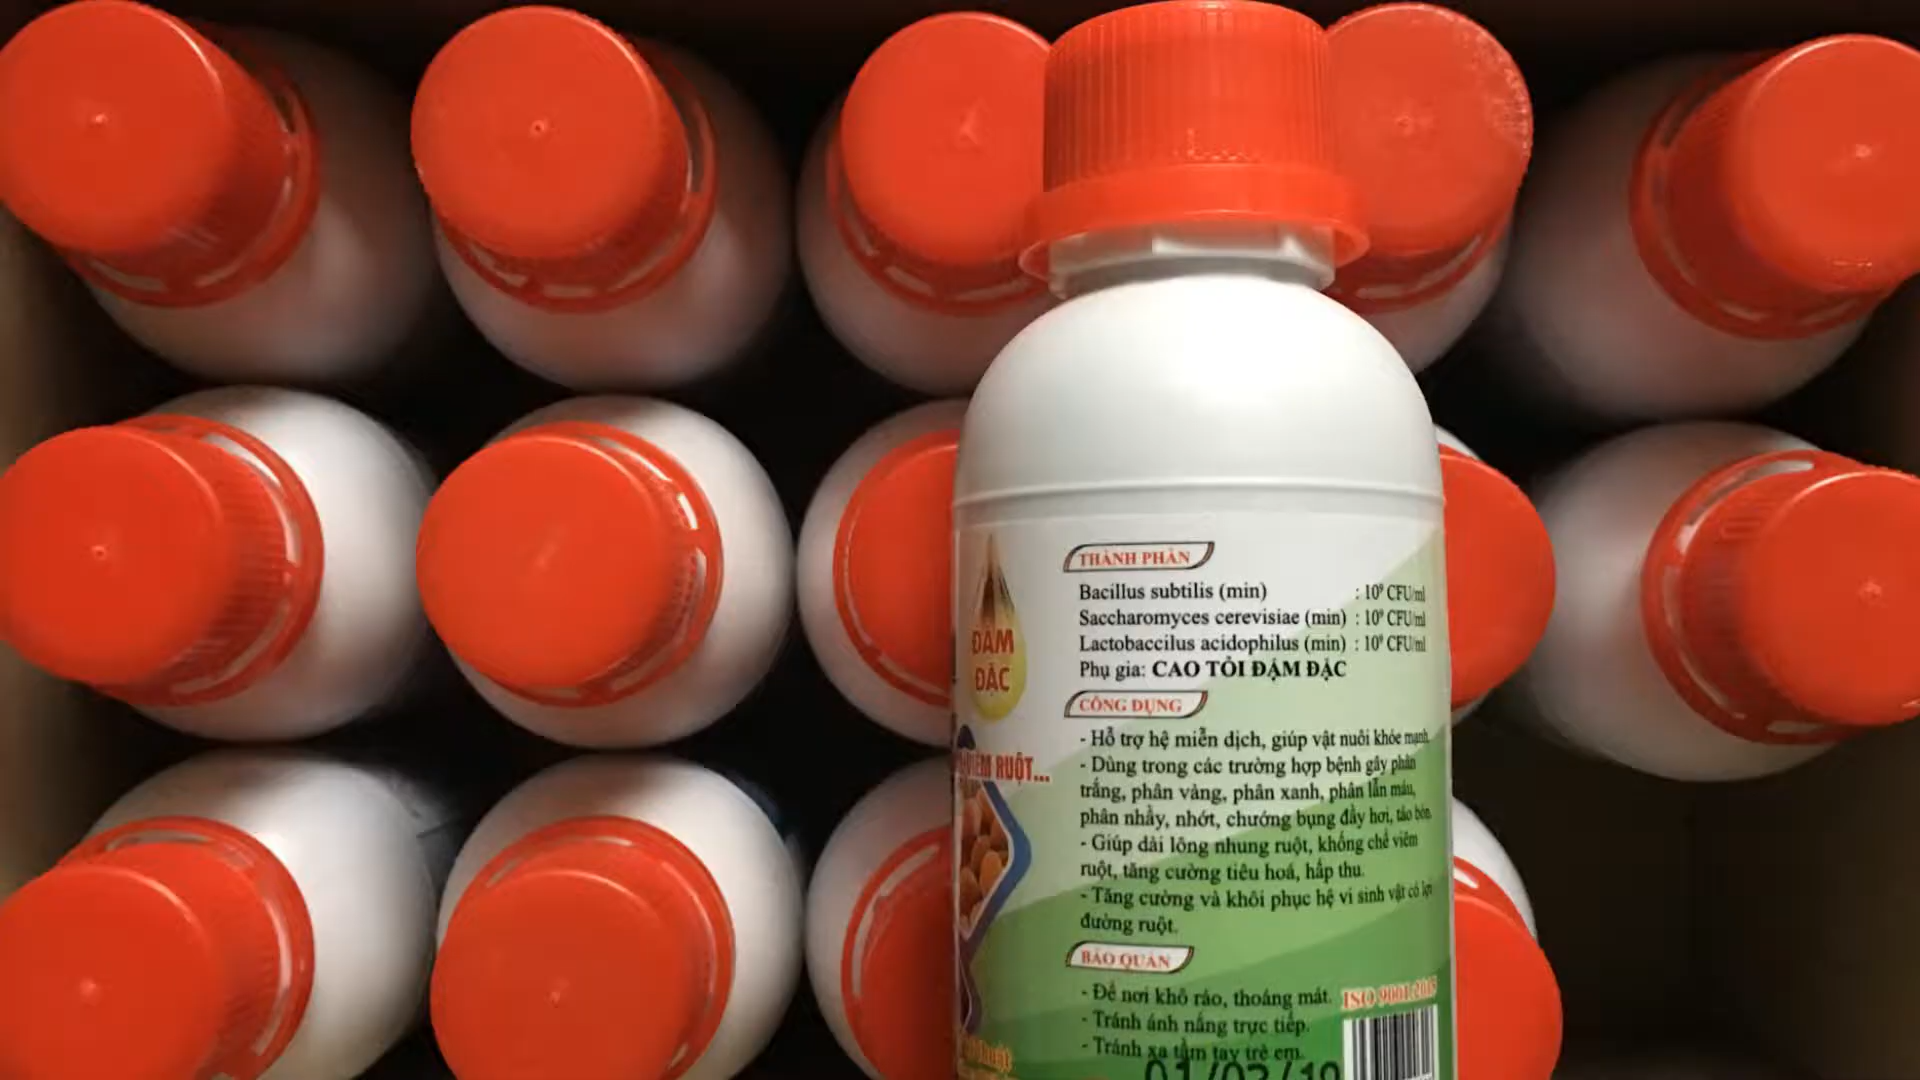 ĐẬM
ĐẶC
RUỘT...
THÀNH PHẦN
Bacillus subtilis (min) : 10⁹ CFU/ml
Saccharomyces cerevisiae (min) : 10⁹ CFU/ml
Lactobaccilus acidophilus (min) : 10⁹ CFU/ml
Phụ gia: CAO TỎI ĐẬM ĐẶC
CÔNG DỤNG
- Hỗ trợ hệ miễn dịch, giúp vật nuôi khỏe mạnh
- Dùng trong các trường hợp bệnh gây phân
trắng, phân vàng, phân xanh, phân lẫn máu,
phân nhầy, nhớt, chướng bụng đầy hơi, táo bón.
- Giúp dài lông nhung ruột, khống chế viêm
ruột, tăng cường tiêu hoá, hấp thu.
- Tăng cường và khôi phục hệ vi sinh vật có lợi
đường ruột.
BẢO QUẢN
- Để nơi khô ráo, thoáng mát.
ISO 9001:2015
- Tránh ánh nắng trực tiếp.
- Tránh xa tầm tay trẻ em.
01/03/19